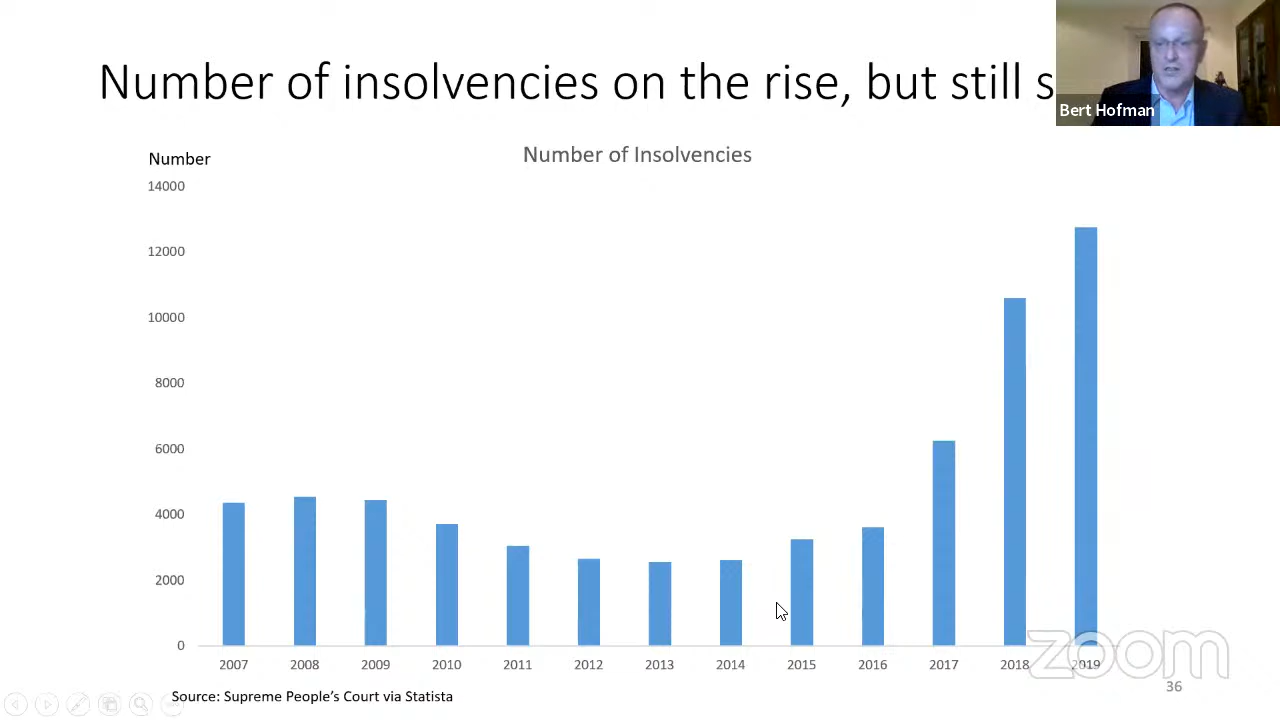 Number of insolvencies on the rise, but still s
Bert Hofman
Number
Number of Insolvencies
14000
12000
10000
8000
6000
4000
2000
0
2007 2008 2009 2010 2011 2012 2013 2014 2015 2016 2017 2018 2019
zoom
36
Source: Supreme People's Court via Statista